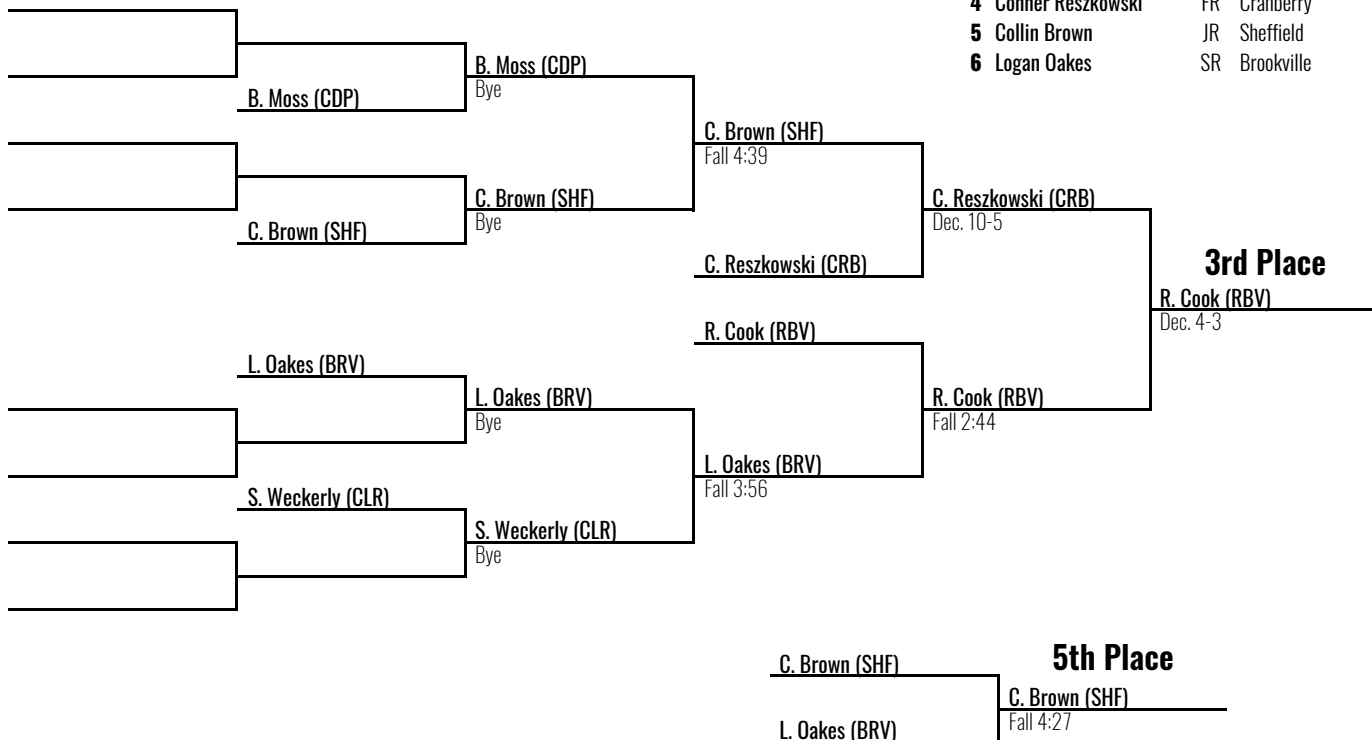 4 Conner Reszkowski FR Cranberry
5 Collin Brown JR Sheffield
6 Logan Oakes SR Brookville
B. Moss (CDP)
Bye
B. Moss (CDP)
C. Brown (SHF)
Fall 4:39
C. Brown (SHF)
Bye
C. Brown (SHF)
C. Reszkowski (CRB)
Dec. 10-5
C. Reszkowski (CRB)
3rd Place
R. Cook (RBV)
Dec. 4-3
R. Cook (RBV)
L. Oakes (BRV)
L. Oakes (BRV)
Bye
R. Cook (RBV)
Fall 2:44
L. Oakes (BRV)
Fall 3:56
S. Weckerly (CLR)
S. Weckerly (CLR)
Bye
5th Place
C. Brown (SHF)
C. Brown (SHF)
Fall 4:27
L. Oakes (BRV)